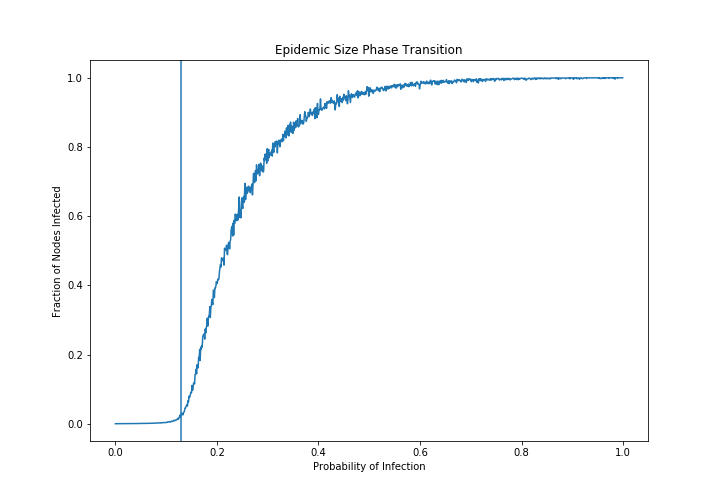 Epidemic Size Phase Transition
Fraction of Nodes Infected
1.0
0.8
0.6
0.4
0.2
0.0
0.0 0.2 0.4 0.6 0.8 1.0
Probability of Infection